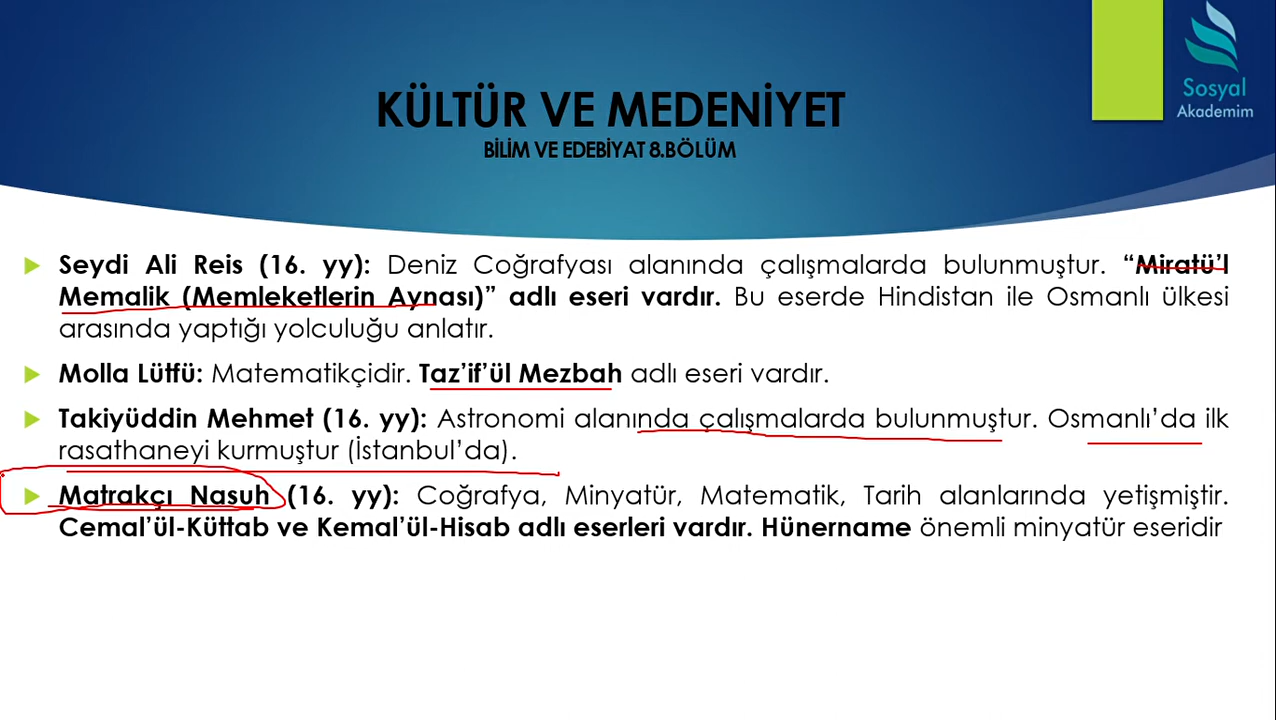 Sosyal
Akademim
KÜLTÜR VE MEDENİYET
BİLİM VE EDEBİYAT 8.BÖLÜM
Seydi Ali Reis (16. yy): Deniz Coğrafyası alanında çalışmalarda bulunmuştur. “Miratü’l
Memalik (Memleketlerin Aynası)” adlı eseri vardır. Bu eserde Hindistan ile Osmanlı ülkesi
arasında yaptığı yolculuğu anlatır.
Molla Lütfü: Matematikçidir. Taz’if’ül Mezbah adlı eseri vardır.
Takiyüddin Mehmet (16. yy): Astronomi alanında çalışmalarda bulunmuştur. Osmanlı’da ilk
rasathaneyi kurmuştur (İstanbul’da).
Matrakçı Nasuh (16. yy): Coğrafya, Minyatür, Matematik, Tarih alanlarında yetişmiştir.
Cemal’ül-Küttab ve Kemal’ül-Hisab adlı eserleri vardır. Hünername önemli minyatür eseridir